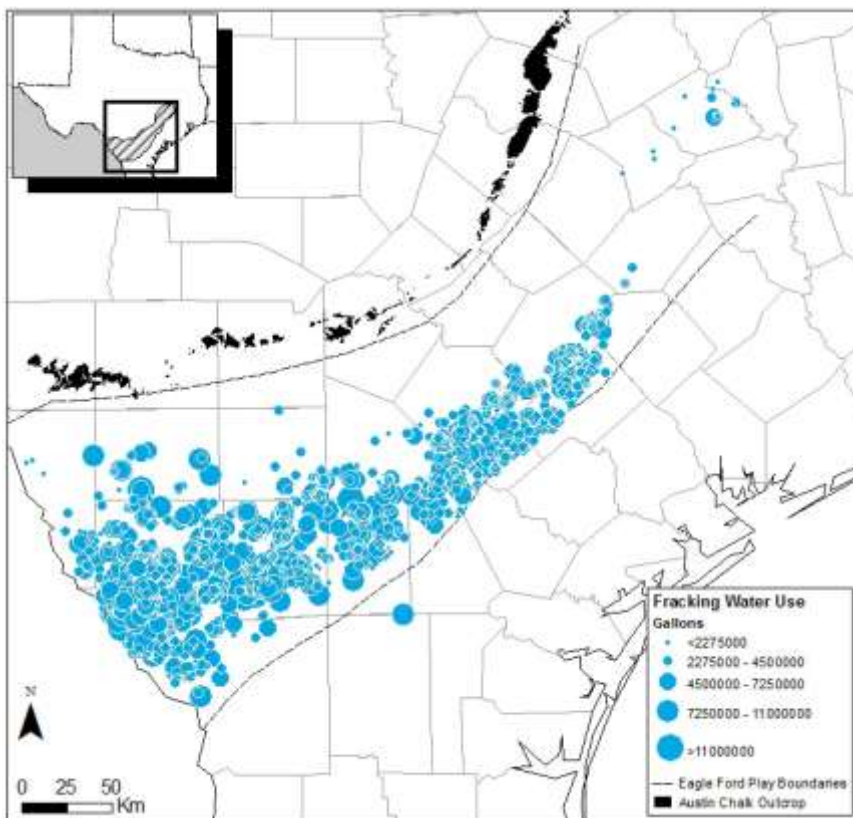 N
0 25 50
Km
Fracking Water Use
Gallons
<2275000
2275000 - 4500000
4500000 - 7250000
7250000 - 11000000
>11000000
Eagle Ford Play Boundaries
Austin Chalk Outcrop